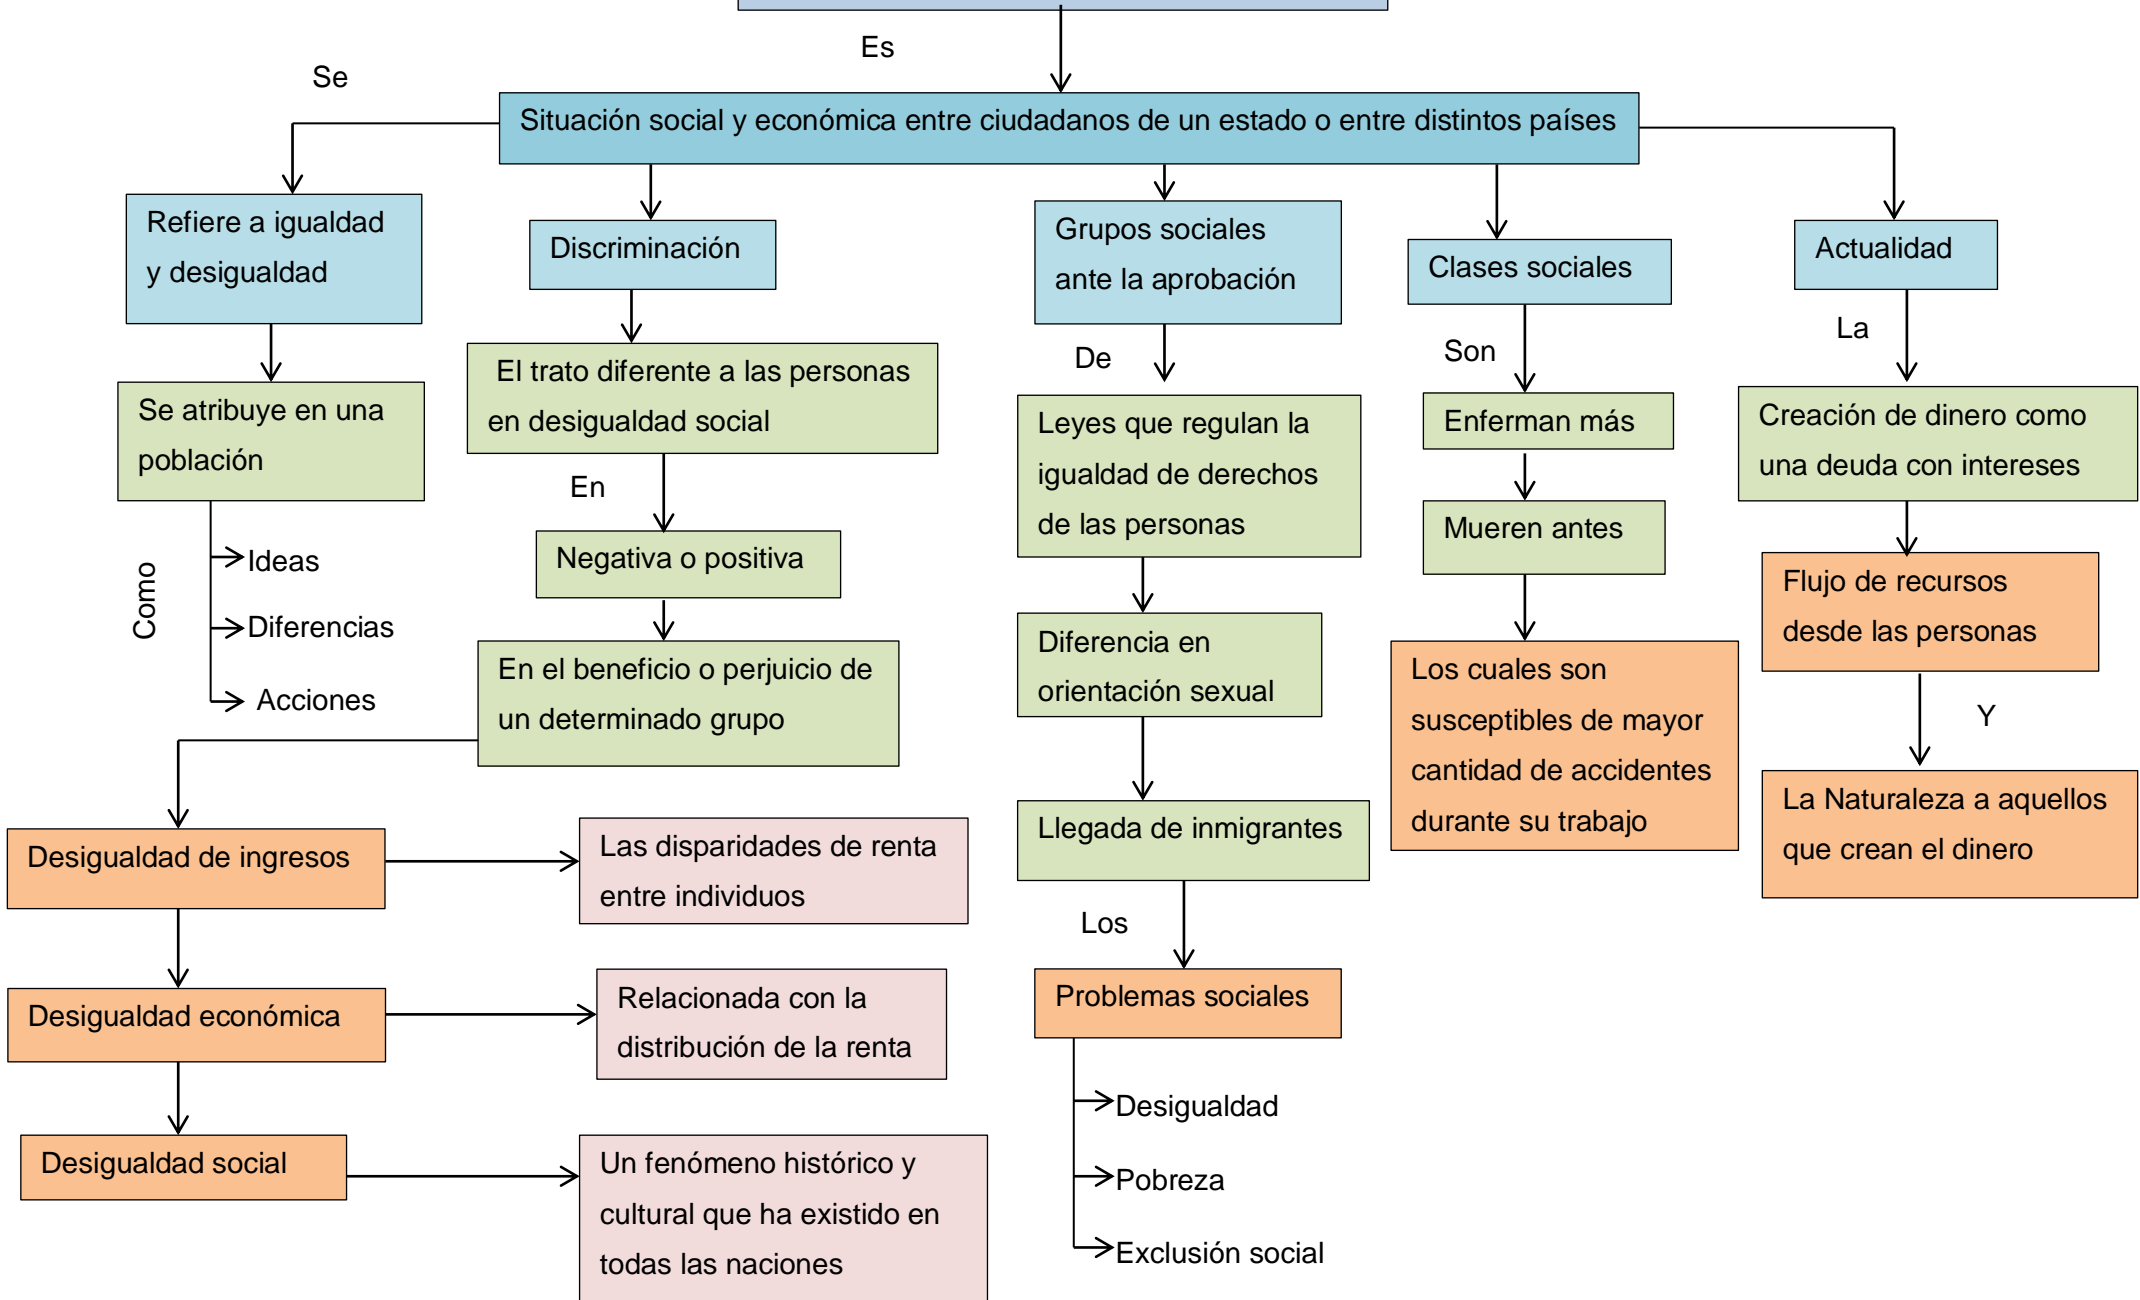 Es
Se
Situación social y económica entre ciudadanos de un estado o entre distintos países
Refiere a igualdad
y desigualdad
Se atribuye en una
población
Como
Ideas
Diferencias
Acciones
Discriminación
El trato diferente a las personas
en desigualdad social
En
Negativa o positiva
En el beneficio o perjuicio de
un determinado grupo
Desigualdad de ingresos
Las disparidades de renta
entre individuos
Desigualdad económica
Relacionada con la
distribución de la renta
Desigualdad social
Un fenómeno histórico y
cultural que ha existido en
todas las naciones
Grupos sociales
ante la aprobación
De
Leyes que regulan la
igualdad de derechos
de las personas
Diferencia en
orientación sexual
Llegada de inmigrantes
Los
Problemas sociales
Desigualdad
Pobreza
Exclusión social
Clases sociales
Son
Enferman más
Mueren antes
Los cuales son
susceptibles de mayor
cantidad de accidentes
durante su trabajo
Actualidad
La
Creación de dinero como
una deuda con intereses
Flujo de recursos
desde las personas
Y
La Naturaleza a aquellos
que crean el dinero